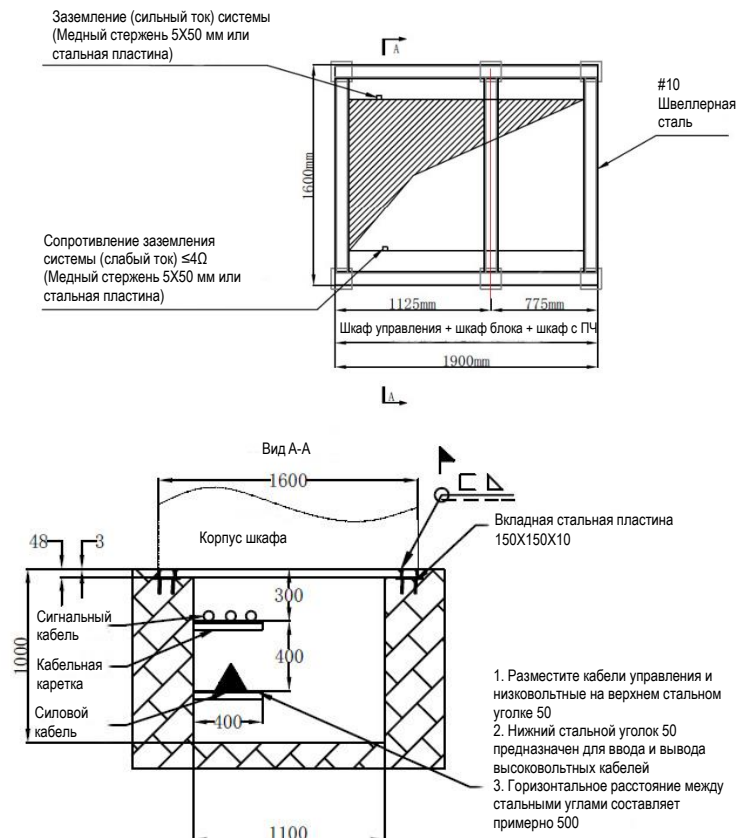 Заземление (сильный ток) системы
(Медный стержень 5Х50 мм или
стальная пластина)
A
#10
Швеллерная
сталь
1600mm
Сопротивление заземления
системы (слабый ток) ≤4Ω
(Медный стержень 5Х50 мм или
стальная пластина)
1125mm
775mm
Шкаф управления + шкаф блока + шкаф с ПЧ
1900mm
A
Вид А-А
1600
Вкладная стальная пластина
150Х150Х10
Корпус шкафа
48
3
300
Сигнальный
кабель
1000
Кабельная
каретка
400
Силовой
кабель
400
1. Разместите кабели управления и
низковольтные на верхнем стальном
уголке 50
2. Нижний стальной уголок 50
предназначен для ввода и вывода
высоковольтных кабелей
3. Горизонтальное расстояние между
стальными углами составляет
примерно 500
1100